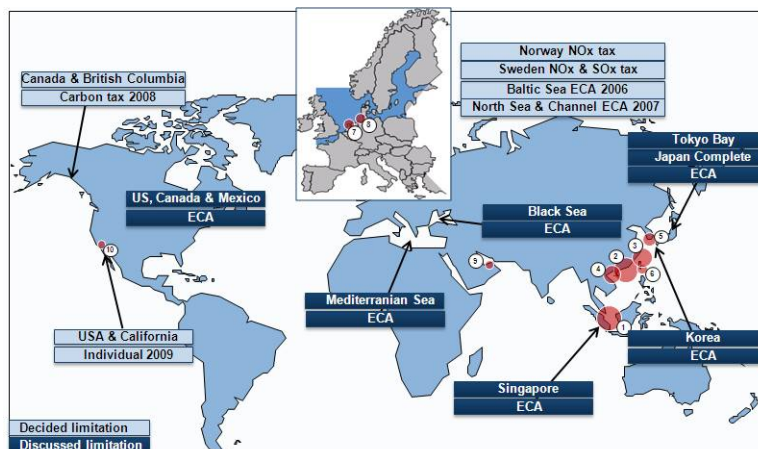 Norway NOx tax
Sweden NOx & SOx tax
Baltic Sea ECA 2006
North Sea & Channel ECA 2007
Canada & British Columbia
Carbon tax 2008
7
8
Tokyo Bay
Japan Complete
ECA
US, Canada & Mexico
ECA
Black Sea
ECA
10
9
2
3
5
4
6
1
Mediterranean Sea
ECA
USA & California
Individual 2009
Korea
ECA
Singapore
ECA
Decided limitation
Discussed limitation